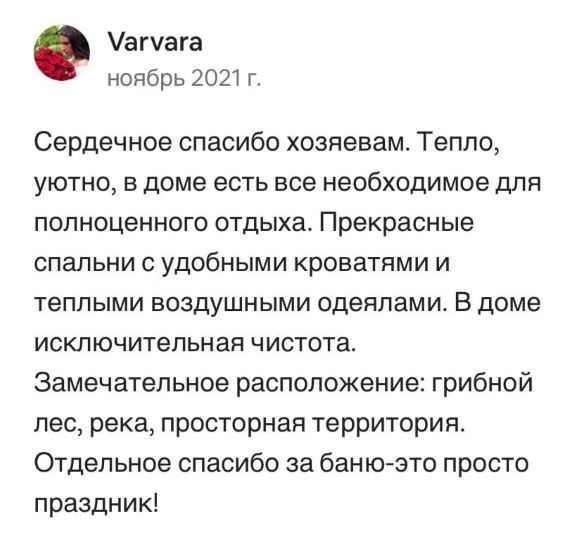 Varvara
ноябрь 2021 г.
Сердечное спасибо хозяевам. Тепло,
уютно, в доме есть все необходимое для
полноценного отдыха. Прекрасные
спальни с удобными кроватями и
теплыми воздушными одеялами. В доме
исключительная чистота.
Замечательное расположение: грибной
лес, река, просторная территория.
Отдельное спасибо за баню-это просто
праздник!